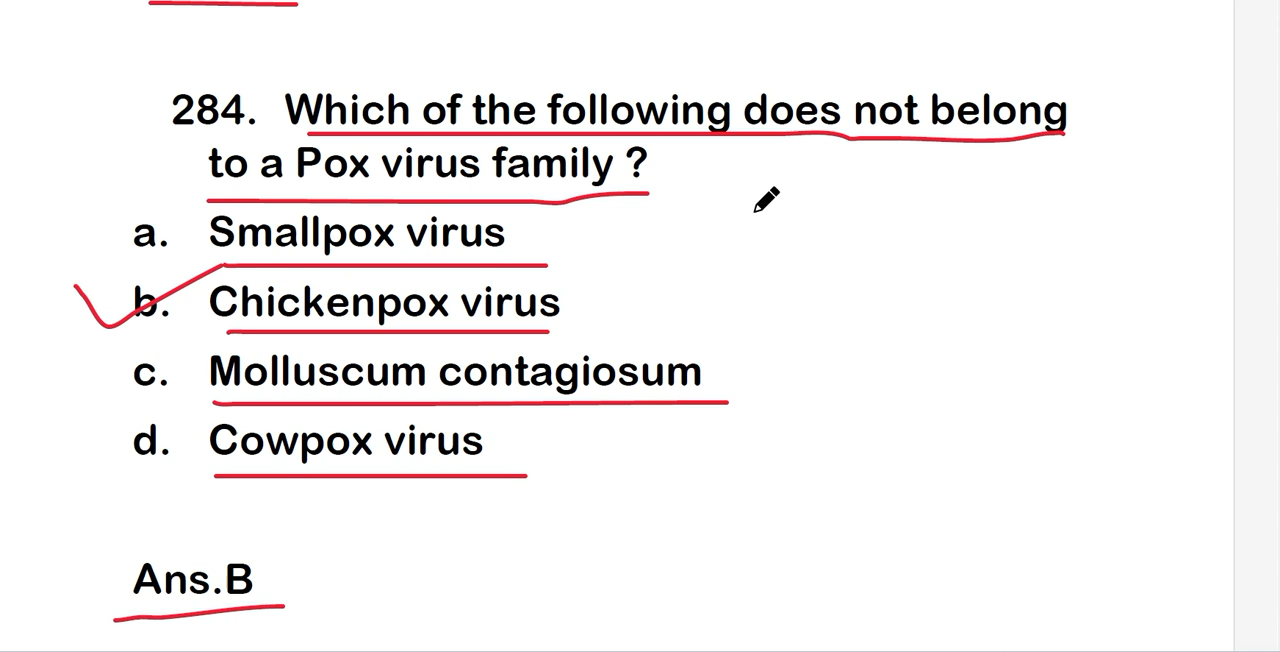 284. Which of the following does not belong
to a Pox virus family ?
a. Smallpox virus
b. Chickenpox virus
c. Molluscum contagiosum
d. Cowpox virus
Ans.B